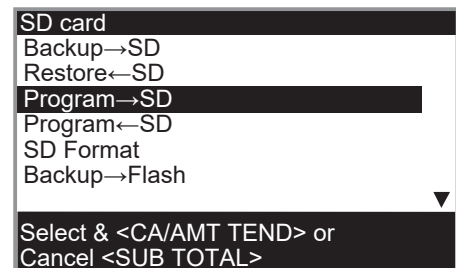 SD card
Backup→SD
Restore←SD
Program→SD
Program←SD
SD Format
Backup→Flash
▼
Select & <CA/AMT TEND> or
Cancel <SUB TOTAL>